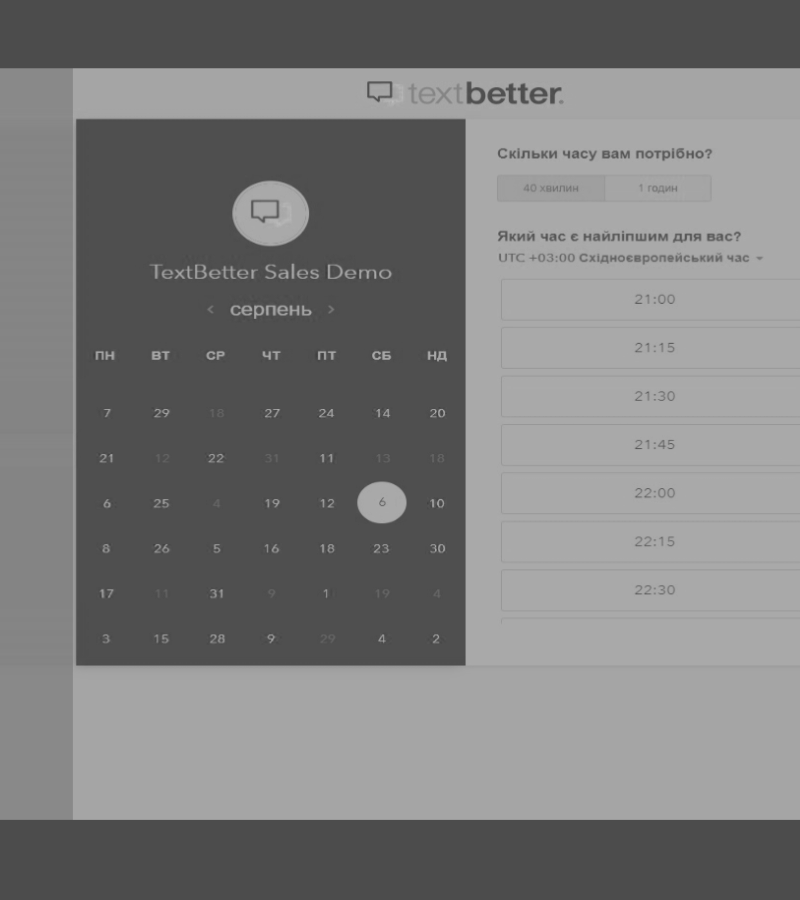 textbetter.
TextBetter Sales Demo
< серпень >
ПН ВТ СР ЧТ ПТ СБ НД
7 29 18 27 24 14 20
21 12 22 31 11 13 18
6 25 4 19 12 6 10
8 26 5 16 18 23 30
17 11 31 9 1 19 4
3 15 28 9 29 4 2
Скільки часу вам потрібно?
40 хвилин 1 годин
Який час є найліпшим для вас?
UTC +03:00 Східноєвропейський час
21:00
21:15
21:30
21:45
22:00
22:15
22:30